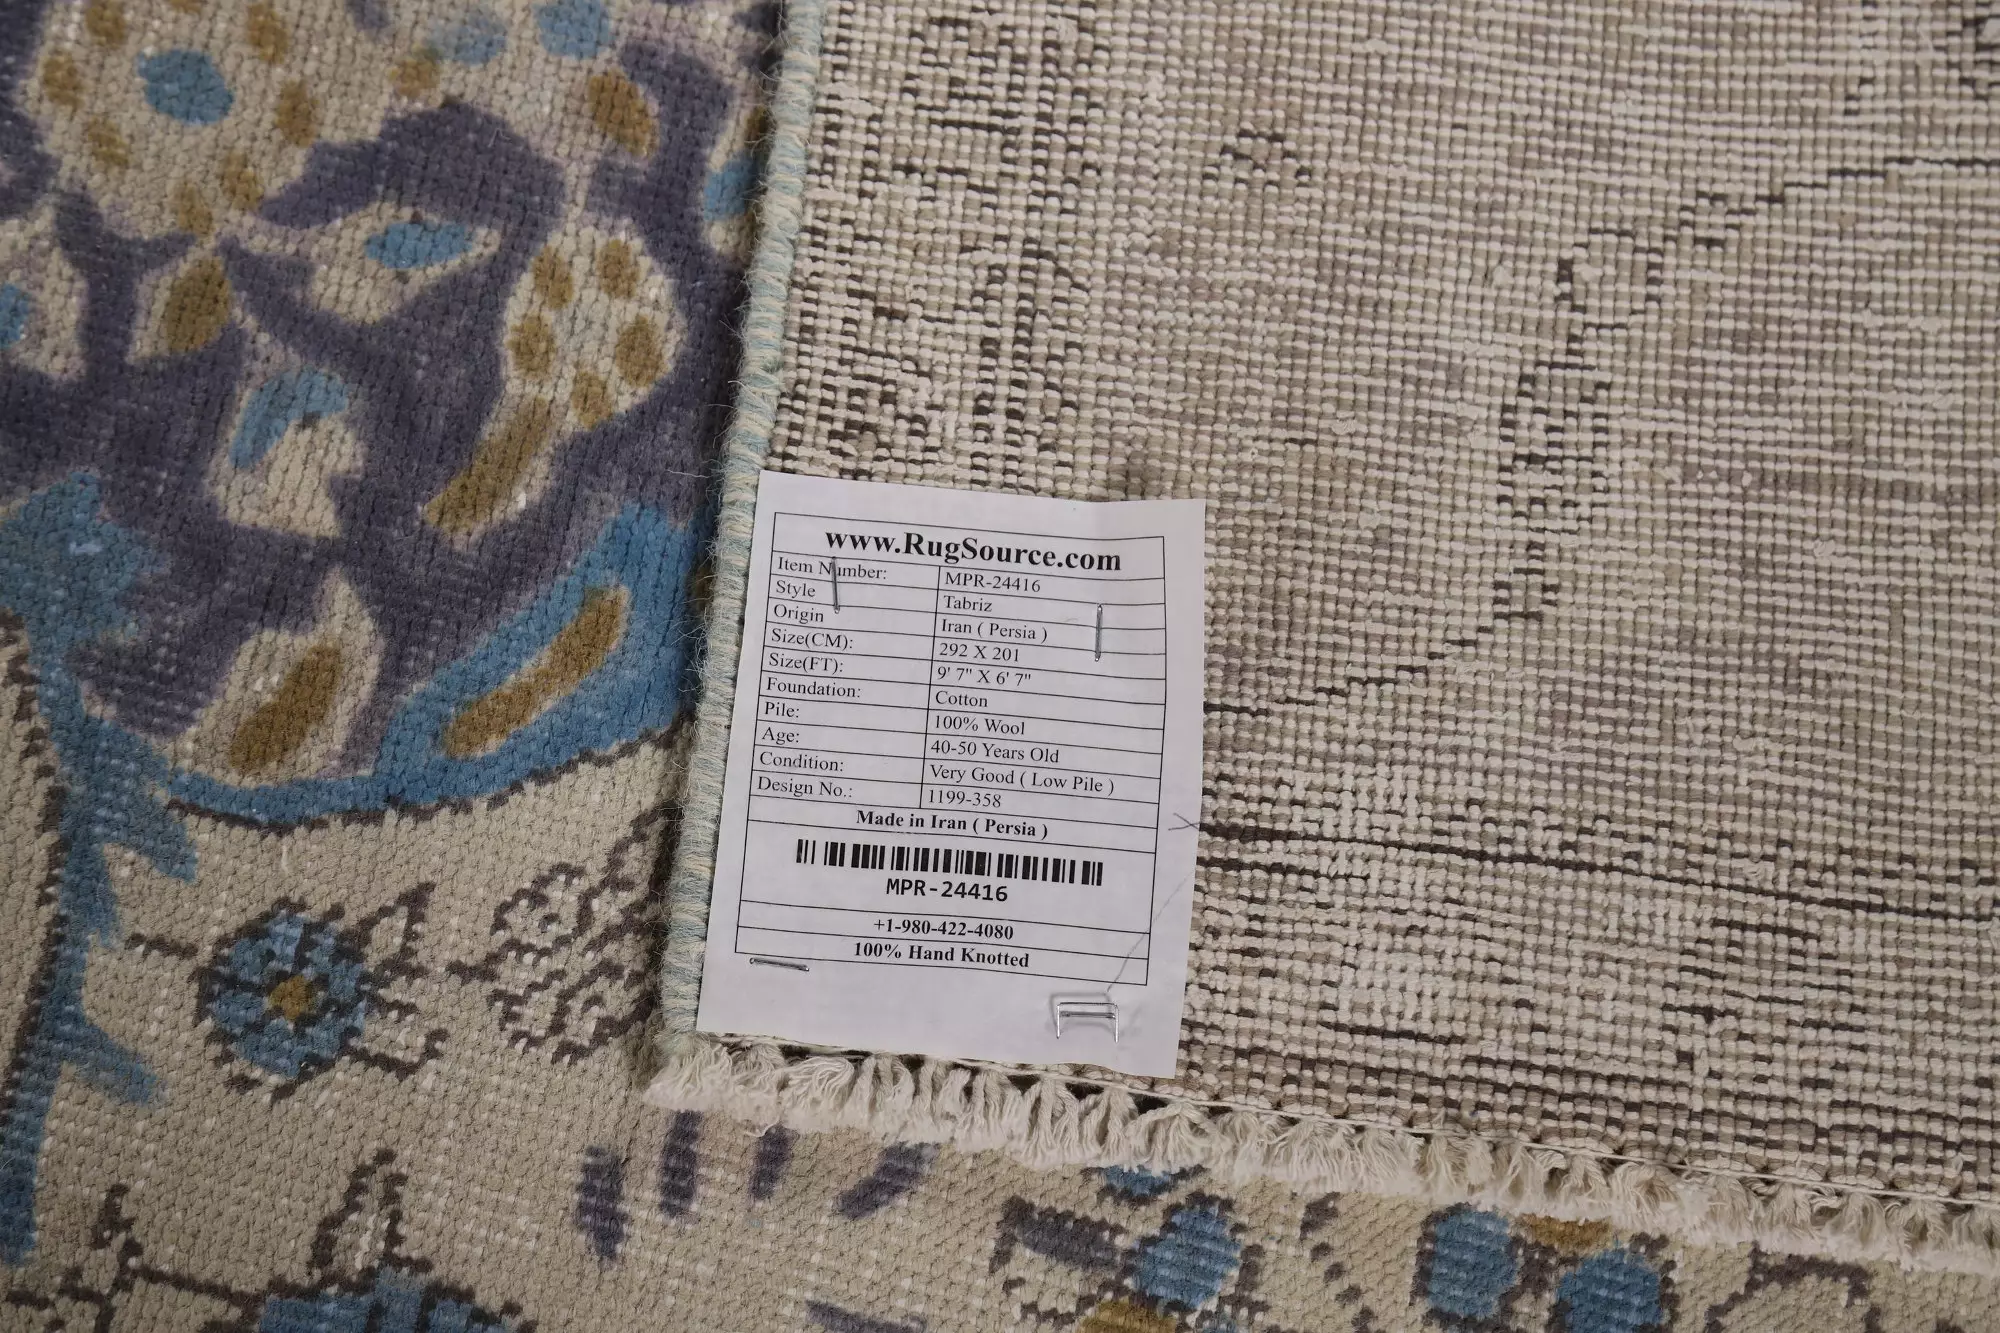 www.RugSource.com
Item Number: MPR-24416
Style Tabriz
Origin Iran ( Persia )
Size(CM): 292 X 201
Size(FT): 9' 7" X 6' 7"
Foundation: Cotton
Pile: 100% Wool
Age: 40-50 Years Old
Condition: Very Good ( Low Pile )
Design No.: 1199-358
Made in Iran ( Persia )
MPR-24416
+1-980-422-4080
100% Hand Knotted